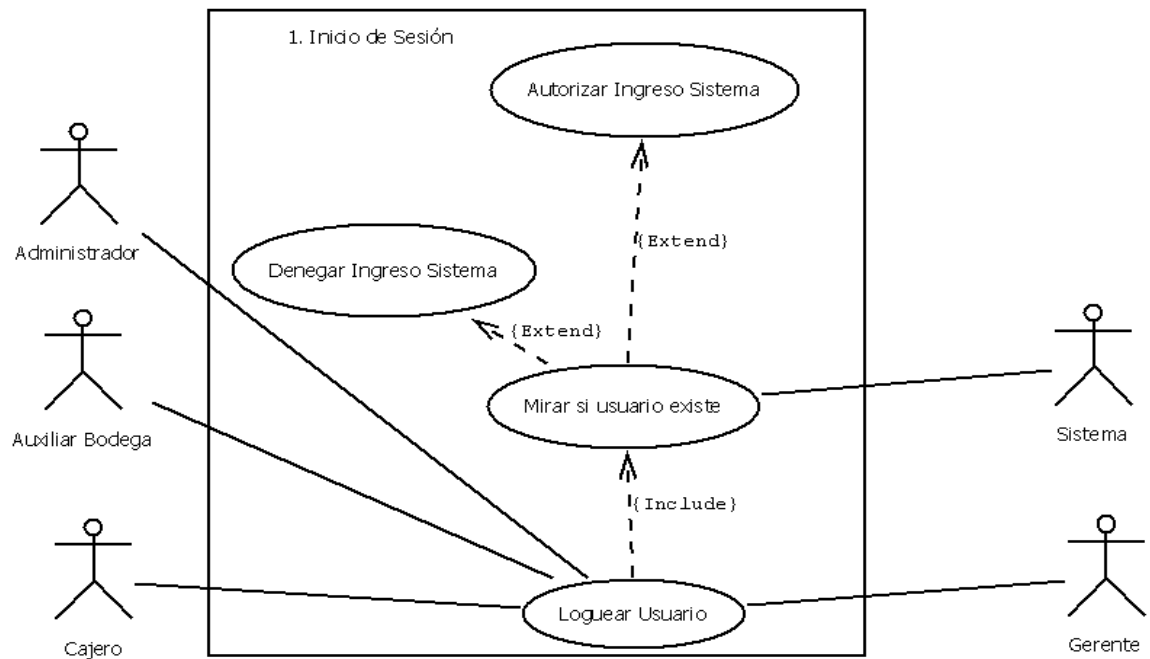 1. Inicio de Sesión
Autorizar Ingreso Sistema
{Extend}
Administrador
Denegar Ingreso Sistema
{Extend}
Mirar si usuario existe
Auxiliar Bodega
Sistema
{Include}
Loguear Usuario
Cajero
Gerente